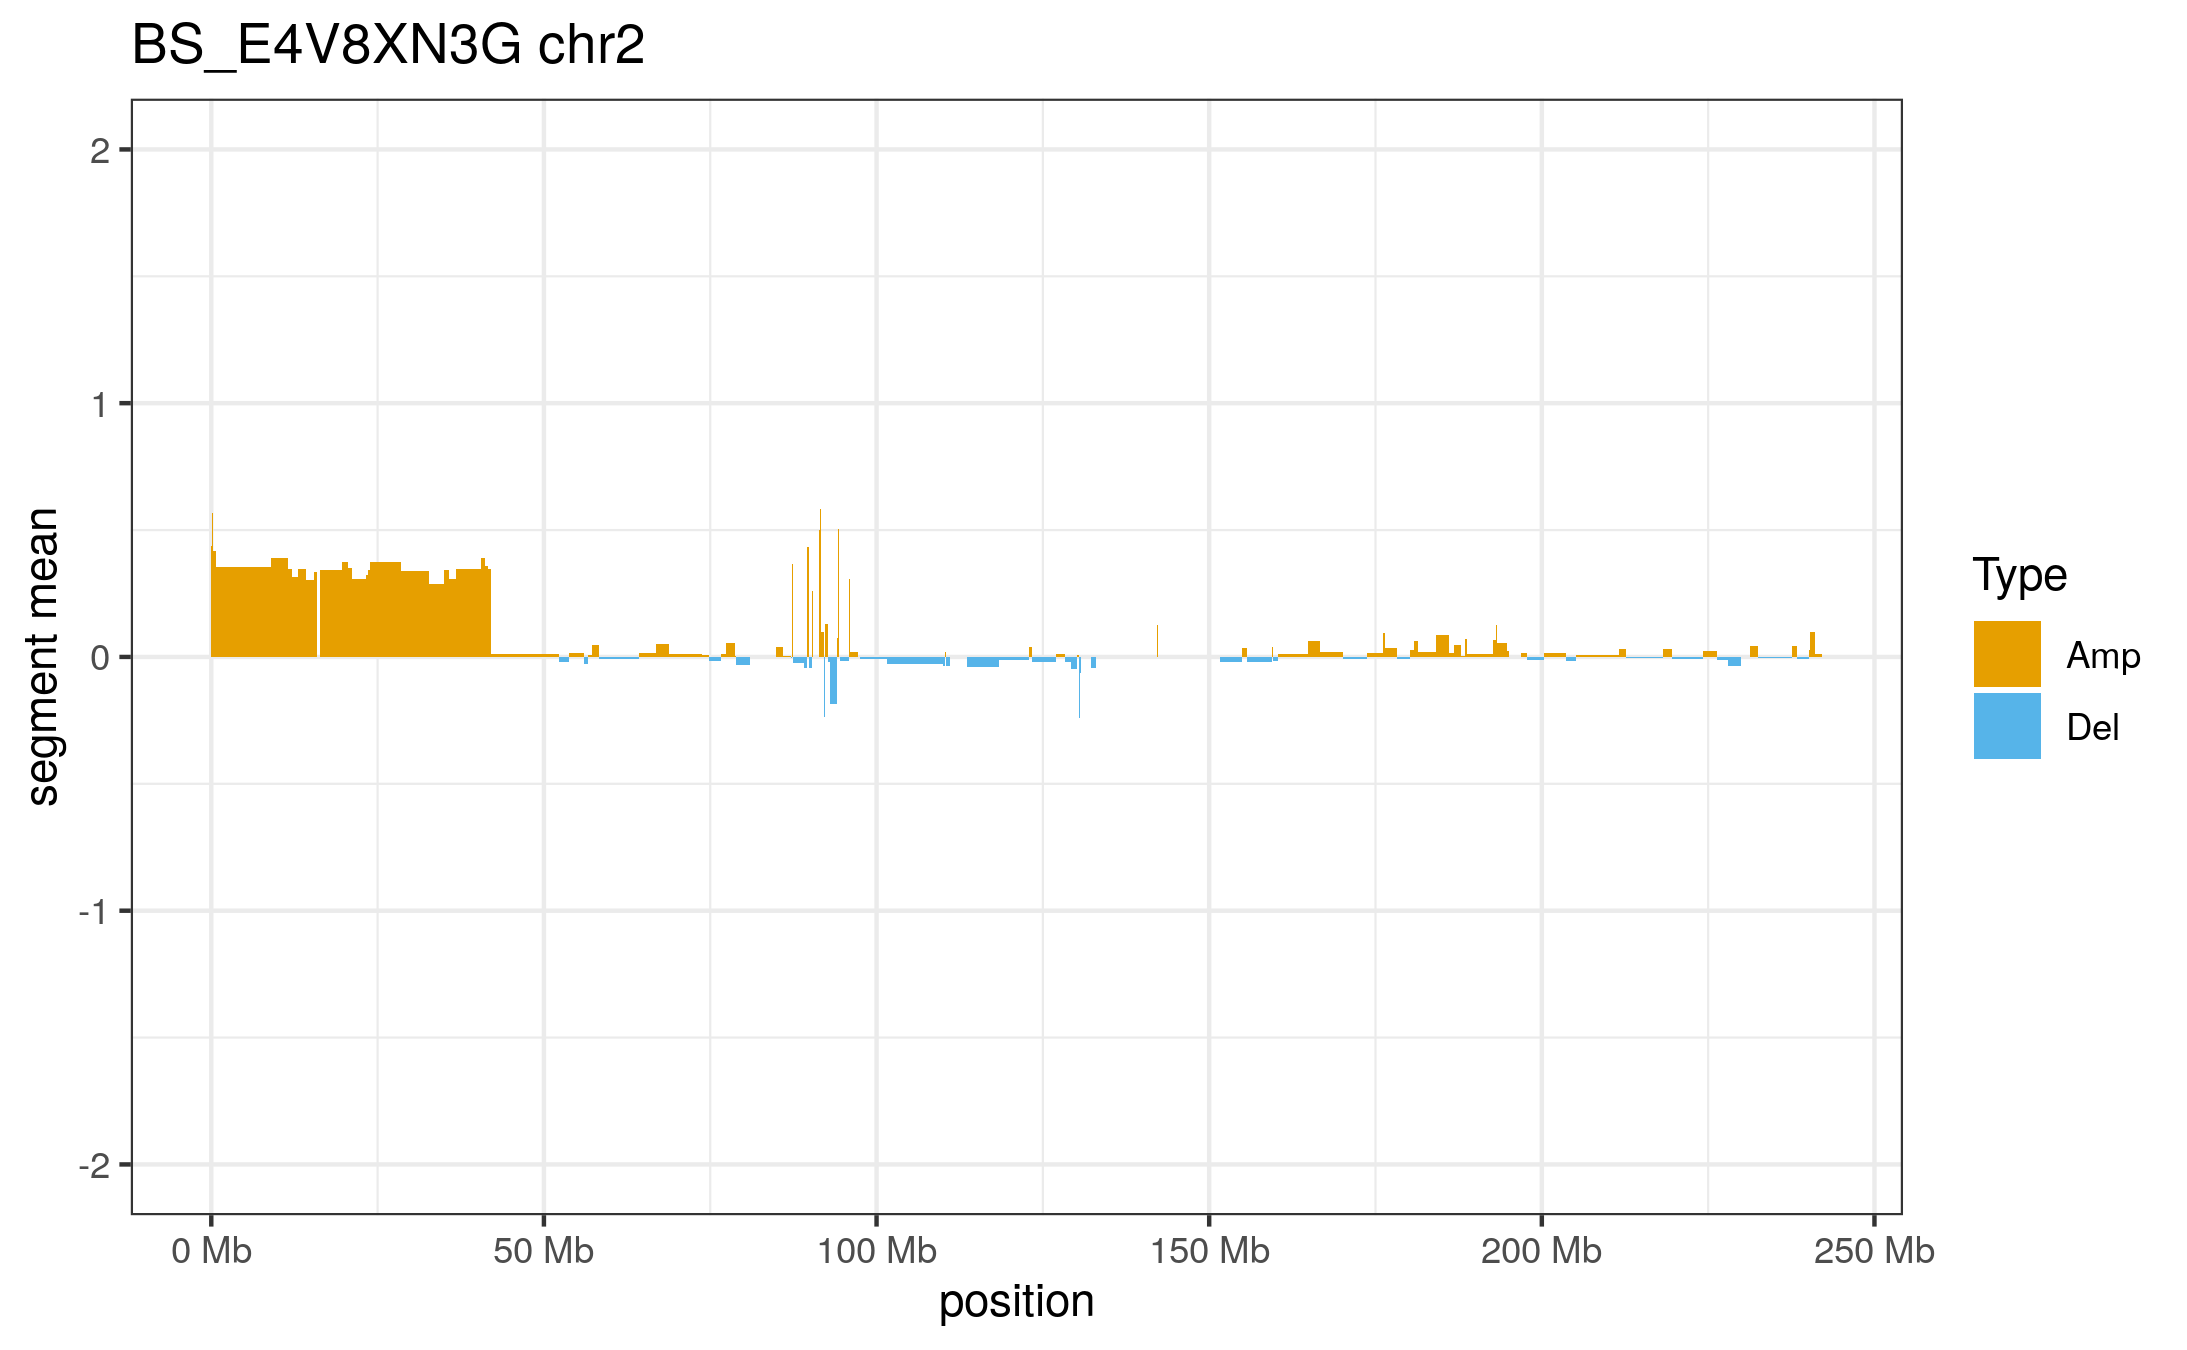 BS_E4V8XN3G chr2
2
1
0
-1
-2
segment mean
0 Mb 50 Mb 100 Mb 150 Mb 200 Mb 250 Mb
position
Type
Amp
Del